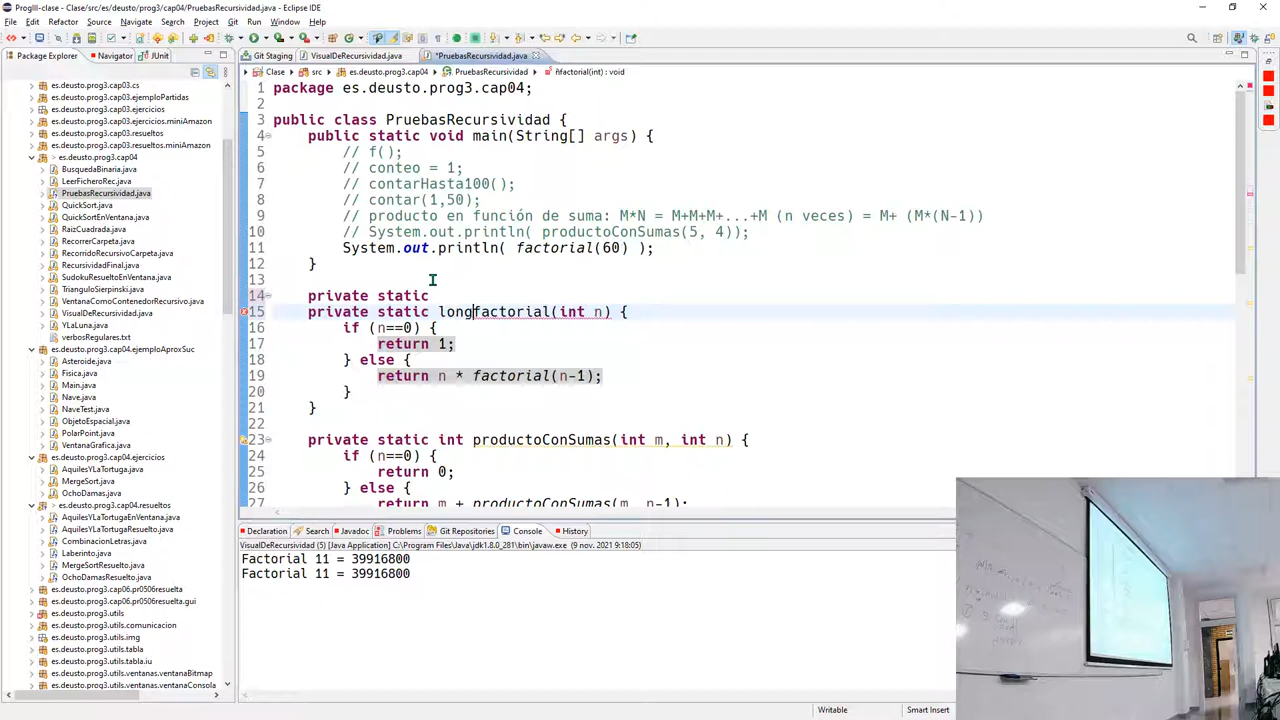 ProgIII-clase - Clase/src/es/deusto/prog3/cap04/PruebasRecursividad.java - Eclipse IDE
File Edit Refactor Source Navigate Search Project Git Run Window Help
Package Explorer Navigator JUnit
Git Staging VisualDeRecursividad.java *PruebasRecursividad.java
Clase src es.deusto.prog3.cap04 PruebasRecursividad factorial(int) : void
es.deusto.prog3.cap03.cs
es.deusto.prog3.cap03.ejemploPartidas
es.deusto.prog3.cap03.ejercicios
es.deusto.prog3.cap03.ejercicios.miniAmazon
es.deusto.prog3.cap03.resueltos
es.deusto.prog3.cap03.resueltos.miniAmazon
> es.deusto.prog3.cap04
BusquedaBinaria.java
LeerFicheroRec.java
PruebasRecursividad.java
QuickSort.java
QuickSortEnVentana.java
RaizCuadrada.java
RecorrerCarpeta.java
RecorridoRecursivoCarpeta.java
RecursividadFinal.java
SudokuResueltoEnVentana.java
TrianguloSierpinski.java
VentanaComoContenedorRecursivo.java
VisualDeRecursividad.java
YLaLuna.java
verbosRegulares.txt
es.deusto.prog3.cap04.ejemploAproxSuc
Asteroide.java
Fisica.java
Main.java
Nave.java
NaveTest.java
ObjetoEspacial.java
PolarPoint.java
VentanaGrafica.java
es.deusto.prog3.cap04.ejercicios
AquilesYLaTortuga.java
MergeSort.java
OchoDamas.java
> es.deusto.prog3.cap04.resueltos
AquilesYLaTortugaEnVentana.java
AquilesYLaTortugaResuelto.java
CombinacionLetras.java
Laberinto.java
MergeSortResuelto.java
OchoDamasResuelto.java
es.deusto.prog3.cap06.pr0506resuelta
es.deusto.prog3.cap06.pr0506resuelta.gui
es.deusto.prog3.utils
es.deusto.prog3.utils.comunicacion
es.deusto.prog3.utils.img
es.deusto.prog3.utils.tabla
es.deusto.prog3.utils.tabla.iu
es.deusto.prog3.utils.ventanas.ventanaBitmap
es.deusto.prog3.utils.ventanas.ventanaConsola
1 package es.deusto.prog3.cap04;
2
3 public class PruebasRecursividad {
4 public static void main(String[] args) {
5 // f();
6 // conteo = 1;
7 // contarHasta100();
8 // contar(1,50);
9 // producto en función de suma: M*N = M+M+M+...+M (n veces) = M+ (M*(N-1))
10 // System.out.println( productoConSumas(5, 4));
11 System.out.println( factorial(60) );
12 }
13
14 private static
15 private static longfactorial(int n) {
16 if (n==0) {
17 return 1;
18 } else {
19 return n * factorial(n-1);
20 }
21 }
22
23 private static int productoConSumas(int m, int n) {
24 if (n==0) {
25 return 0;
26 } else {
27 return m + productoConSumas(m, n-1);
Declaration Search Javadoc Problems Git Repositories Console History
VisualDeRecursividad (5) [Java Application] C:\Program Files\Java\jdk1.8.0_281\bin\javaw.exe (9 nov. 2021 9:18:05)
Factorial 11 = 39916800
Factorial 11 = 39916800
Writable Smart Insert